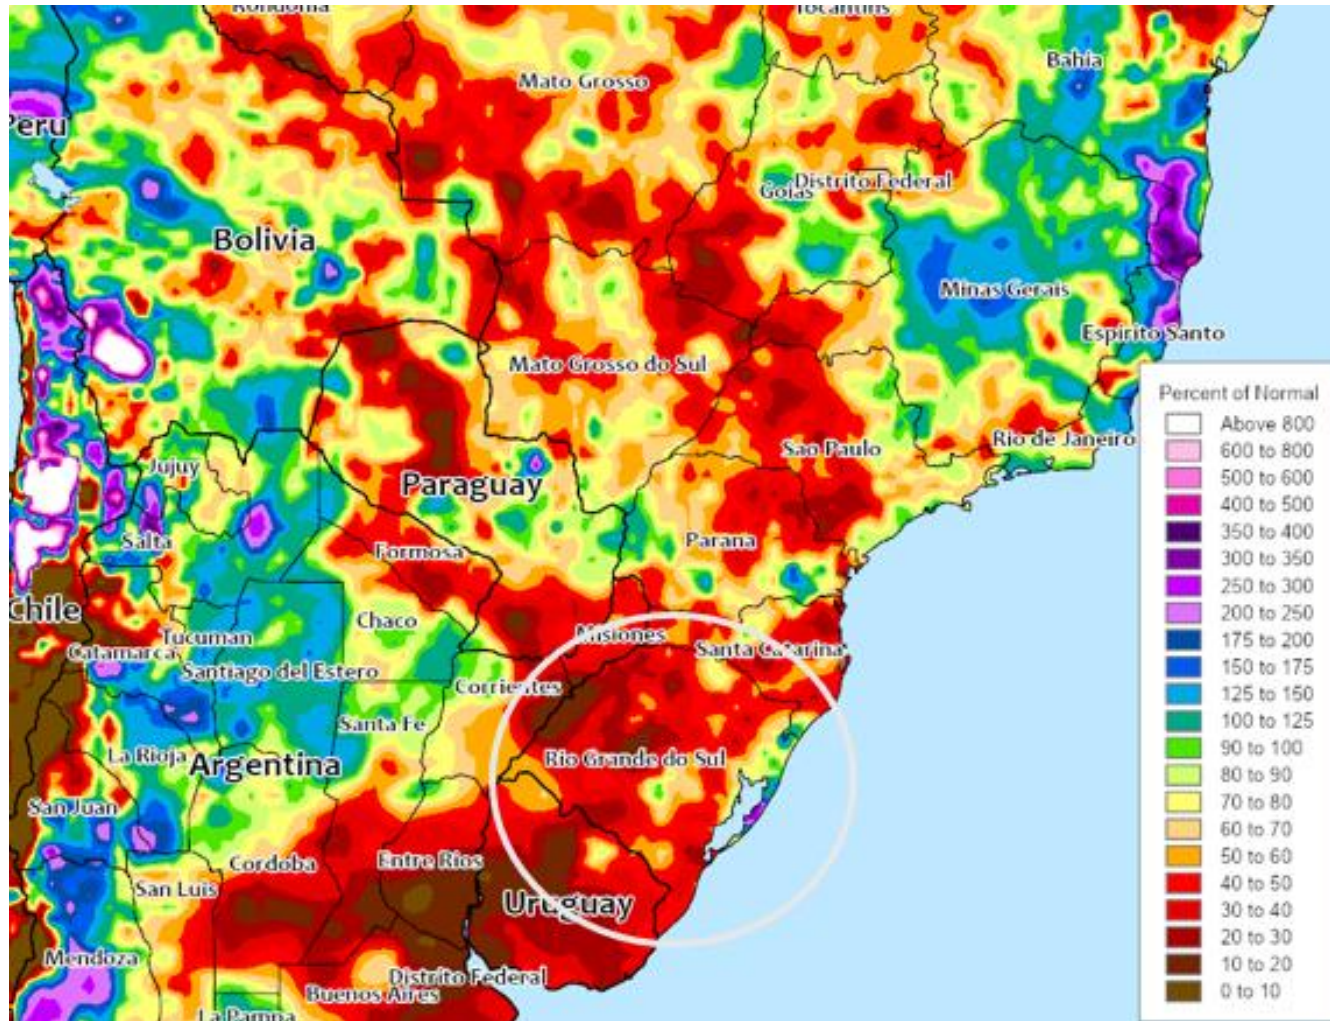 Rondonia
Tocantins
Bahia
Mato Grosso
Peru
Goias
Distrito Federal
Bolivia
Minas Gerais
Espirito Santo
Mato Grosso do Sul
Rio de Janeiro
Sao Paulo
Jujuy
Paraguay
Salta
Formosa
Parana
Chile
Chaco
Tucuman
Misiones
Catamarca
Santiago del Estero
Santa Catarina
Corrientes
Santa Fe
La Rioja
Argentina
Rio Grande do Sul
San Juan
Cordoba
Entre Rios
San Luis
Uruguay
Mendoza
Distrito Federal
Buenos Aires
La Pampa
Percent of Normal
Above 800
600 to 800
500 to 600
400 to 500
350 to 400
300 to 350
250 to 300
200 to 250
175 to 200
150 to 175
125 to 150
100 to 125
90 to 100
80 to 90
70 to 80
60 to 70
50 to 60
40 to 50
30 to 40
20 to 30
10 to 20
0 to 10